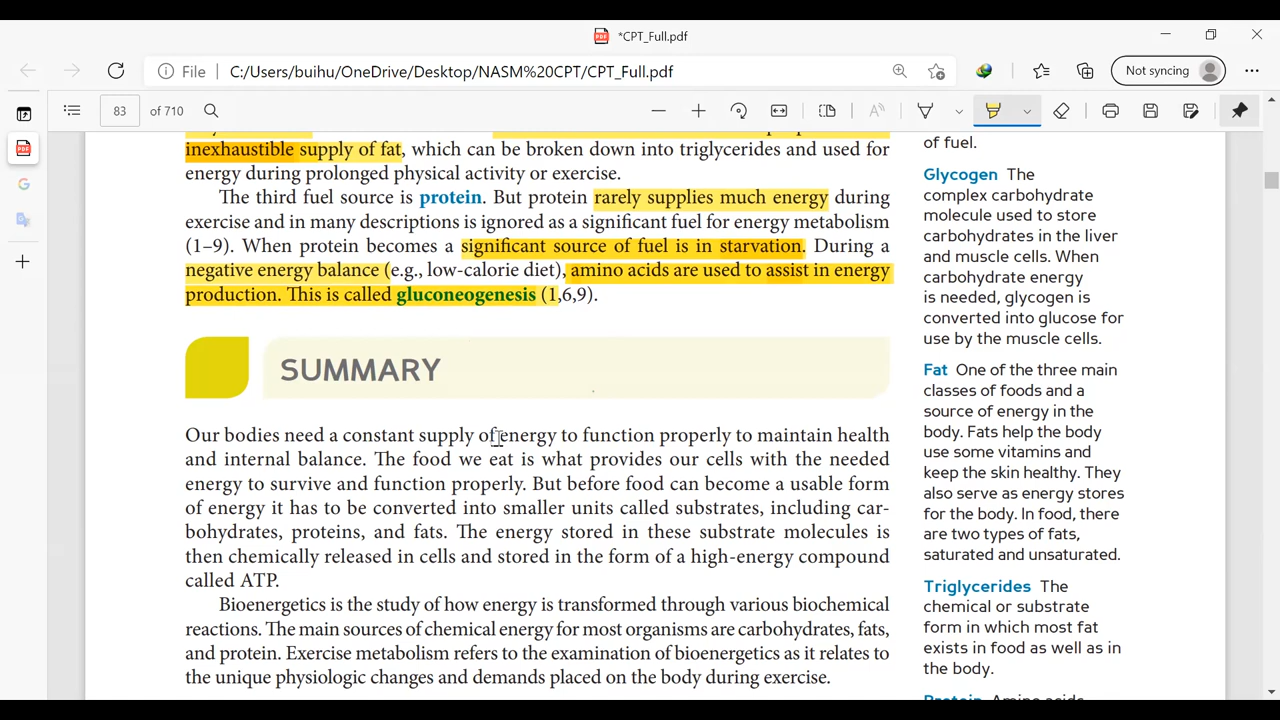 *CPT_Full.pdf
File C:/Users/buihu/OneDrive/Desktop/NASM%20CPT/CPT_Full.pdf
Not syncing
83 of 710
inexhaustible supply of fat, which can be broken down into triglycerides and used for
energy during prolonged physical activity or exercise.
The third fuel source is protein. But protein rarely supplies much energy during
exercise and in many descriptions is ignored as a significant fuel for energy metabolism
(1–9). When protein becomes a significant source of fuel is in starvation. During a
negative energy balance (e.g., low-calorie diet), amino acids are used to assist in energy
production. This is called gluconeogenesis (1,6,9).
SUMMARY
Our bodies need a constant supply of energy to function properly to maintain health
and internal balance. The food we eat is what provides our cells with the needed
energy to survive and function properly. But before food can become a usable form
of energy it has to be converted into smaller units called substrates, including car-
bohydrates, proteins, and fats. The energy stored in these substrate molecules is
then chemically released in cells and stored in the form of a high-energy compound
called ATP.
Bioenergetics is the study of how energy is transformed through various biochemical
reactions. The main sources of chemical energy for most organisms are carbohydrates, fats,
and protein. Exercise metabolism refers to the examination of bioenergetics as it relates to
the unique physiologic changes and demands placed on the body during exercise.
of fuel.
Glycogen The
complex carbohydrate
molecule used to store
carbohydrates in the liver
and muscle cells. When
carbohydrate energy
is needed, glycogen is
converted into glucose for
use by the muscle cells.
Fat One of the three main
classes of foods and a
source of energy in the
body. Fats help the body
use some vitamins and
keep the skin healthy. They
also serve as energy stores
for the body. In food, there
are two types of fats,
saturated and unsaturated.
Triglycerides The
chemical or substrate
form in which most fat
exists in food as well as in
the body.
Protein Amino acids